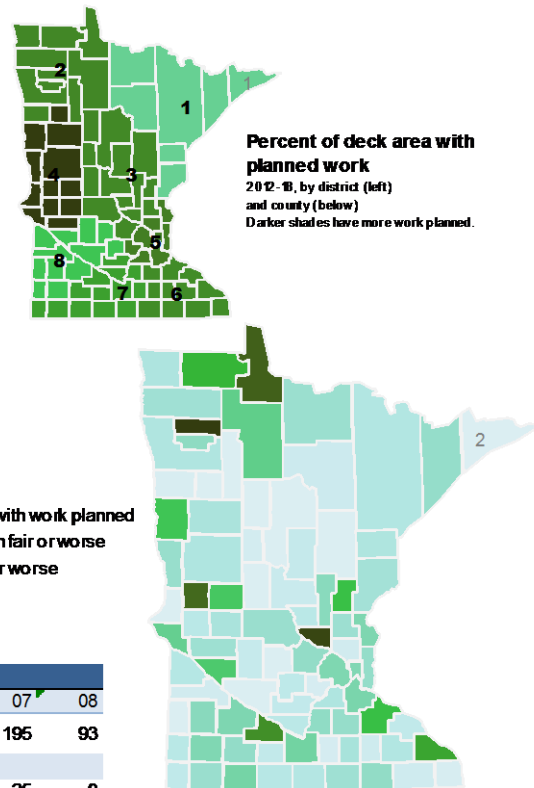 2
1
1
Percent of deck area with
planned work
2012-18, by district (left)
and county (below)
Darker shades have more work planned.
4
3
5
8
7
6
2
with work planned
fair or worse
r worse
07
08
195
93